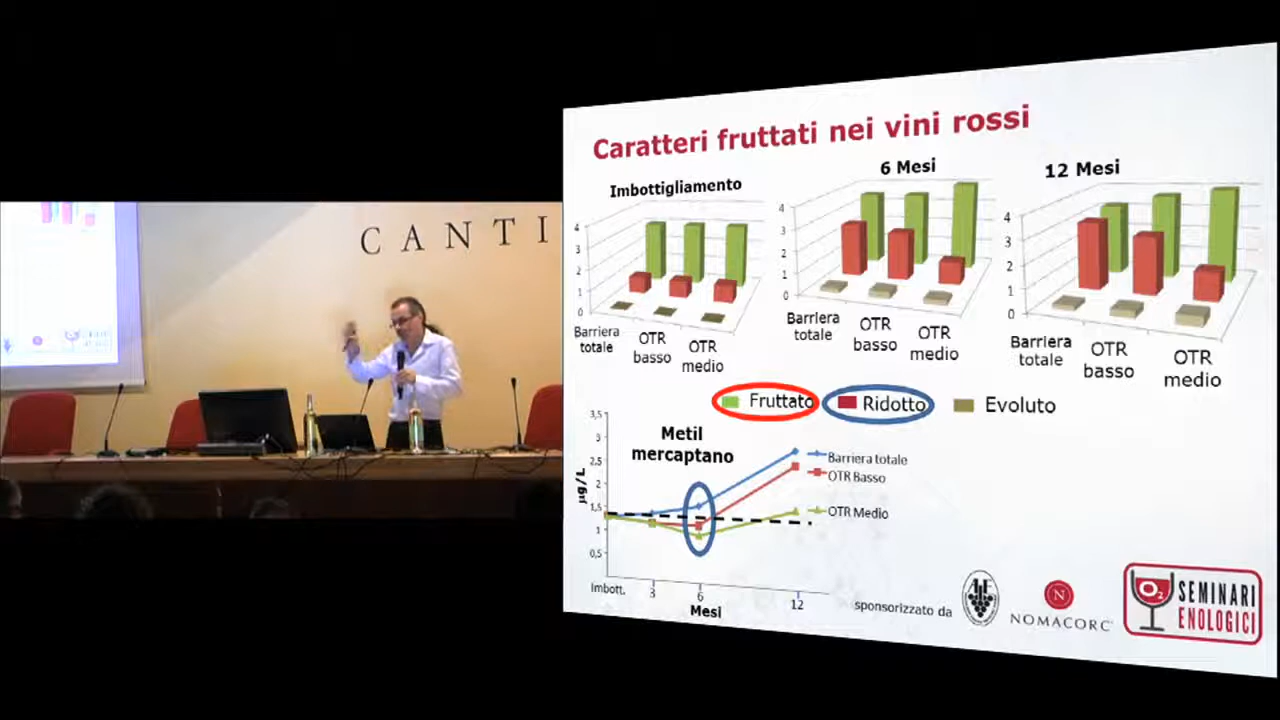 CANTI
Caratteri fruttati nei vini rossi
Imbottigliamento
4
3
2
1
0
Barriera
totale
OTR
basso
OTR
medio
6 Mesi
4
3
2
1
0
Barriera
totale
OTR
basso
OTR
medio
12 Mesi
4
3
2
1
0
Barriera
totale
OTR
basso
OTR
medio
Fruttato
Ridotto
Evoluto
Metil
mercaptano
µg/L
3,5
3
2,5
2
1,5
1
0,5
Barriera totale
OTR Basso
OTR Medio
Imbott.
3
6
12
Mesi
sponsorizzato da
N
NOMACORC
O2
SEMINARI
ENOLOGICI